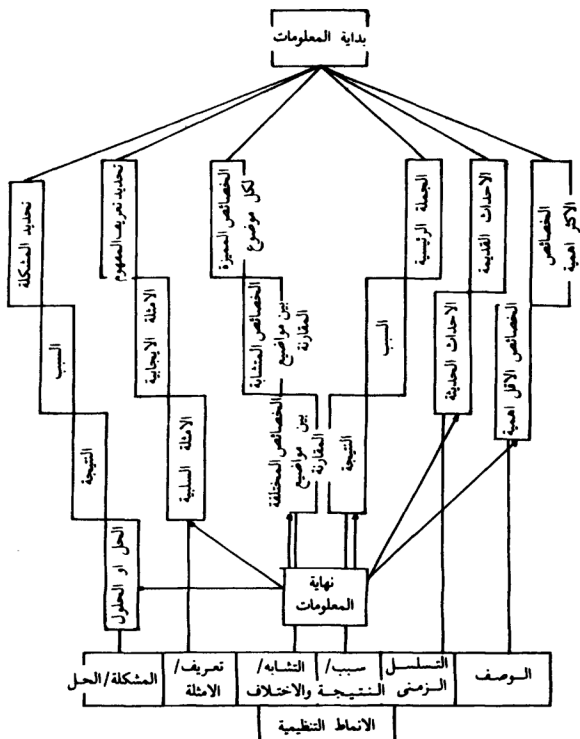 بداية المعلومات
الخصائص
الاكثر اهمية
الخصائص الاقل اهمية
الاحداث القديمة
الاحداث الحديثة
الجملة الرئيسية
السبب
النتيجة
الخصائص المميزة
لكل موضوع
الخصائص المتشابة
بين مواضيع
المقارنة
الخصائص المختلفة
بين مواضيع
المقارنة
تحديد تعريف المفهوم
الامثلة الايجابية
الامثلة السلبية
تحديد المشكلة
السبب
النتيجة
الحل او الحلول
نهاية
المعلومات
الوصف
التسلسل
الزمنى
سبب/
النتيجة
التشابه/
والاختلاف
تعريف/
الامثلة
المشكلة/الحل
الانماط التنظيمية